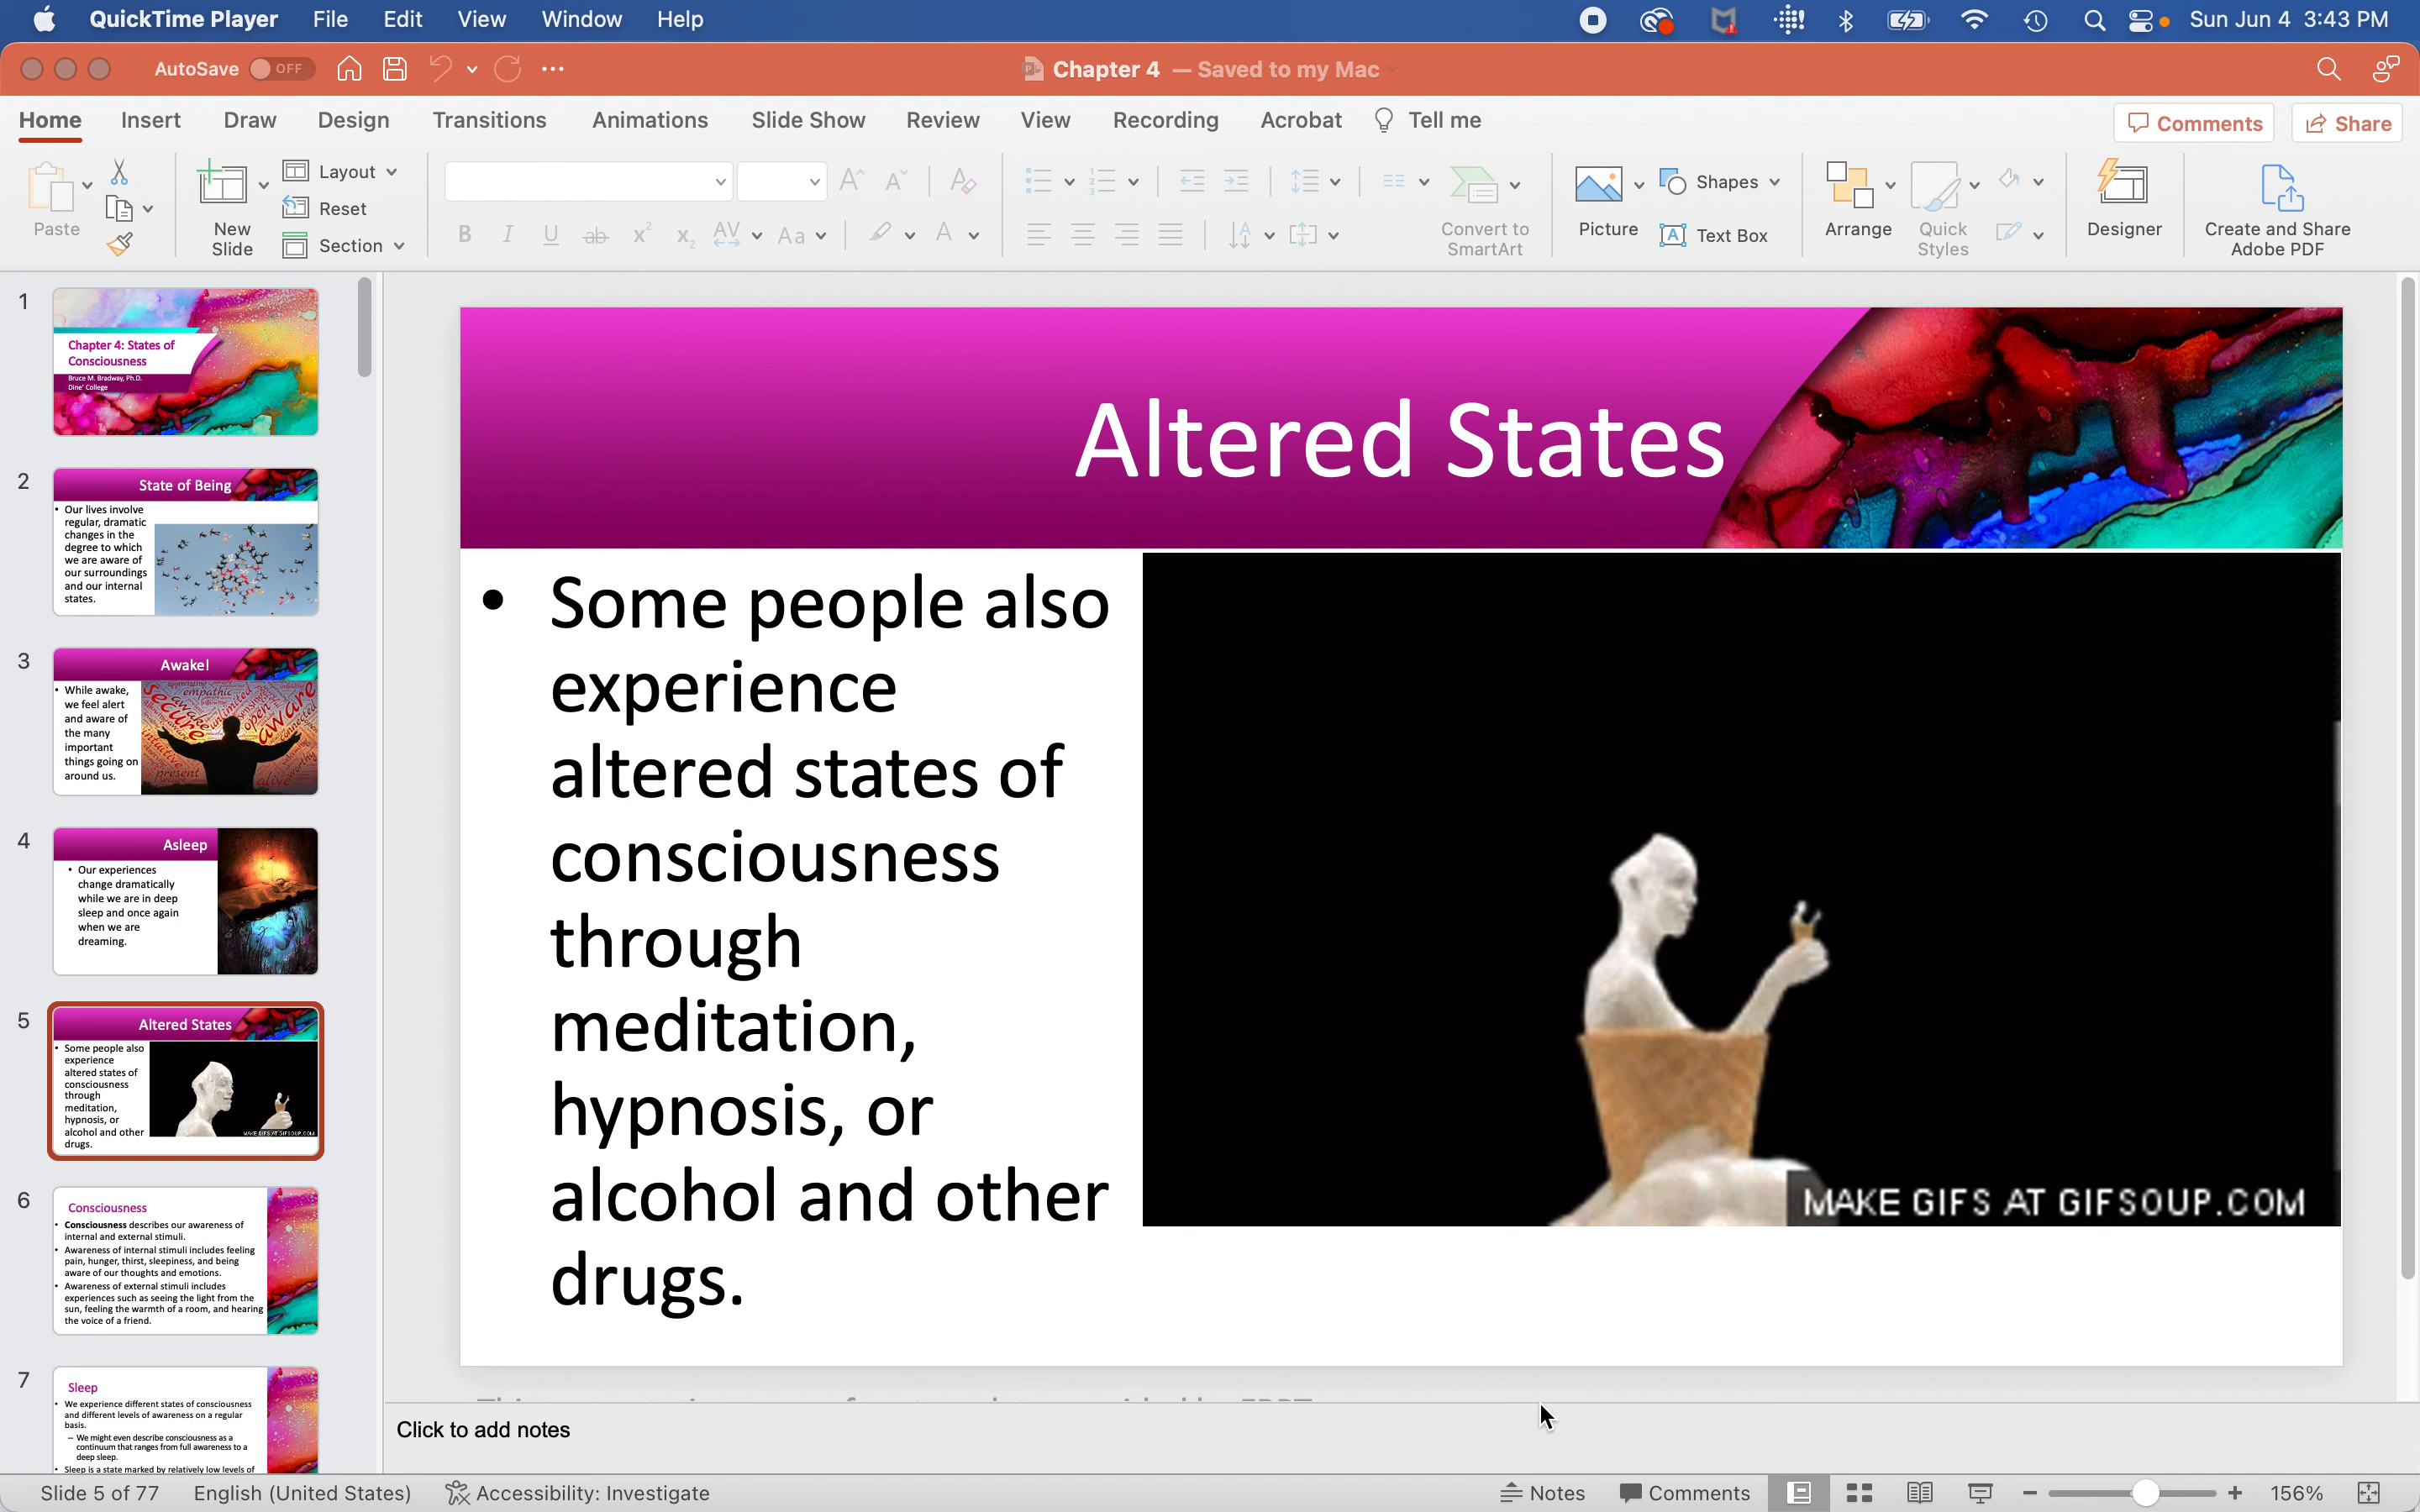 QuickTime Player File Edit View Window Help Sun Jun 4 3:43 PM
AutoSave OFF Chapter 4 — Saved to my Mac
Home Insert Draw Design Transitions Animations Slide Show Review View Recording Acrobat Tell me Comments Share
Paste
New
Slide
Layout
Reset
Section
Convert to
SmartArt
Picture
Shapes
Text Box
Arrange
Quick
Styles
Designer
Create and Share
Adobe PDF
1
Chapter 4: States of
Consciousness
Bruce M. Bradway, Ph.D.
Dine' College
2
State of Being
• Our lives involve
regular, dramatic
changes in the
degree to which
we are aware of
our surroundings
and our internal
states.
3
Awake!
• While awake,
we feel alert
and aware of
the many
important
things going on
around us.
secure
empathic
open
aware
present
alive
4
Asleep
• Our experiences
change dramatically
while we are in deep
sleep and once again
when we are
dreaming.
5
Altered States
• Some people also
experience
altered states of
consciousness
through
meditation,
hypnosis, or
alcohol and other
drugs.
MAKE GIFS AT GIFSOUP.COM
6
Consciousness
• Consciousness describes our awareness of
internal and external stimuli.
• Awareness of internal stimuli includes feeling
pain, hunger, thirst, sleepiness, and being
aware of our thoughts and emotions.
• Awareness of external stimuli includes
experiences such as seeing the light from the
sun, feeling the warmth of a room, and hearing
the voice of a friend.
7
Sleep
• We experience different states of consciousness
and different levels of awareness on a regular
basis.
– We might even describe consciousness as a
continuum that ranges from full awareness to a
deep sleep.
• Sleep is a state marked by relatively low levels of
Altered States
• Some people also
experience
altered states of
consciousness
through
meditation,
hypnosis, or
alcohol and other
drugs.
MAKE GIFS AT GIFSOUP.COM
Click to add notes
Slide 5 of 77 English (United States) Accessibility: Investigate Notes Comments 156%